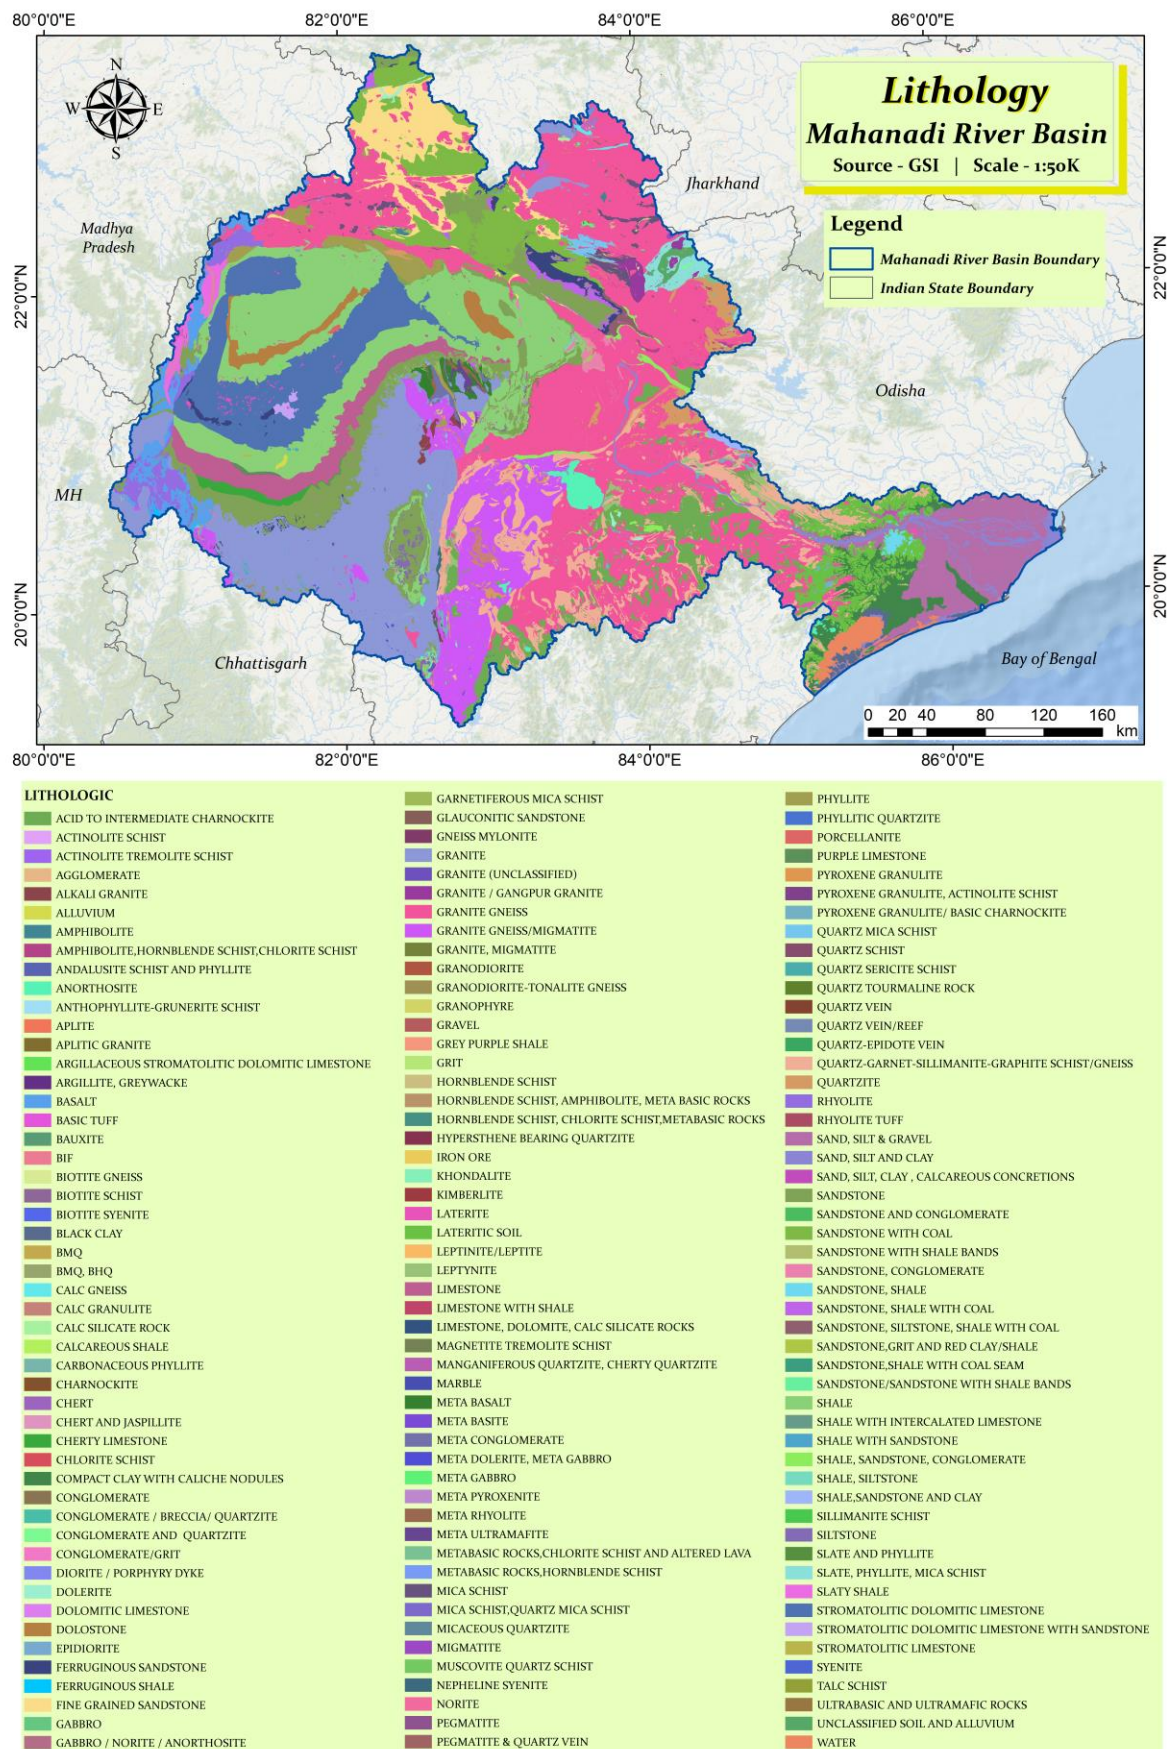 80°0'0"E 82°0'0"E 84°0'0"E 86°0'0"E
N
W E
S
Lithology
Mahanadi River Basin
Source - GSI | Scale - 1:50K
Jharkhand
Madhya
Pradesh
Legend
Mahanadi River Basin Boundary
Indian State Boundary
22°0'0"N
22°0'0"N
Odisha
MH
20°0'0"N
20°0'0"N
Chhattisgarh
Bay of Bengal
0 20 40 80 120 160
km
80°0'0"E 82°0'0"E 84°0'0"E 86°0'0"E
LITHOLOGIC
ACID TO INTERMEDIATE CHARNOCKITE
ACTINOLITE SCHIST
ACTINOLITE TREMOLITE SCHIST
AGGLOMERATE
ALKALI GRANITE
ALLUVIUM
AMPHIBOLITE
AMPHIBOLITE,HORNBLENDE SCHIST,CHLORITE SCHIST
ANDALUSITE SCHIST AND PHYLLITE
ANORTHOSITE
ANTHOPHYLLITE-GRUNERITE SCHIST
APLITE
APLITIC GRANITE
ARGILLACEOUS STROMATOLITIC DOLOMITIC LIMESTONE
ARGILLITE, GREYWACKE
BASALT
BASIC TUFF
BAUXITE
BIF
BIOTITE GNEISS
BIOTITE SCHIST
BIOTITE SYENITE
BLACK CLAY
BMQ
BMQ, BHQ
CALC GNEISS
CALC GRANULITE
CALC SILICATE ROCK
CALCAREOUS SHALE
CARBONACEOUS PHYLLITE
CHARNOCKITE
CHERT
CHERT AND JASPILLITE
CHERTY LIMESTONE
CHLORITE SCHIST
COMPACT CLAY WITH CALICHE NODULES
CONGLOMERATE
CONGLOMERATE / BRECCIA/ QUARTZITE
CONGLOMERATE AND QUARTZITE
CONGLOMERATE/GRIT
DIORITE / PORPHYRY DYKE
DOLERITE
DOLOMITIC LIMESTONE
DOLOSTONE
EPIDIORITE
FERRUGINOUS SANDSTONE
FERRUGINOUS SHALE
FINE GRAINED SANDSTONE
GABBRO
GABBRO / NORITE / ANORTHOSITE
GARNETIFEROUS MICA SCHIST
GLAUCONITIC SANDSTONE
GNEISS MYLONITE
GRANITE
GRANITE (UNCLASSIFIED)
GRANITE / GANGPUR GRANITE
GRANITE GNEISS
GRANITE GNEISS/MIGMATITE
GRANITE, MIGMATITE
GRANODIORITE
GRANODIORITE-TONALITE GNEISS
GRANOPHYRE
GRAVEL
GREY PURPLE SHALE
GRIT
HORNBLENDE SCHIST
HORNBLENDE SCHIST, AMPHIBOLITE, META BASIC ROCKS
HORNBLENDE SCHIST, CHLORITE SCHIST,METABASIC ROCKS
HYPERSTHENE BEARING QUARTZITE
IRON ORE
KHONDALITE
KIMBERLITE
LATERITE
LATERITIC SOIL
LEPTINITE/LEPTITE
LEPTYNITE
LIMESTONE
LIMESTONE WITH SHALE
LIMESTONE, DOLOMITE, CALC SILICATE ROCKS
MAGNETITE TREMOLITE SCHIST
MANGANIFEROUS QUARTZITE, CHERTY QUARTZITE
MARBLE
META BASALT
META BASITE
META CONGLOMERATE
META DOLERITE, META GABBRO
META GABBRO
META PYROXENITE
META RHYOLITE
META ULTRAMAFITE
METABASIC ROCKS,CHLORITE SCHIST AND ALTERED LAVA
METABASIC ROCKS,HORNBLENDE SCHIST
MICA SCHIST
MICA SCHIST,QUARTZ MICA SCHIST
MICACEOUS QUARTZITE
MIGMATITE
MUSCOVITE QUARTZ SCHIST
NEPHELINE SYENITE
NORITE
PEGMATITE
PEGMATITE & QUARTZ VEIN
PHYLLITE
PHYLLITIC QUARTZITE
PORCELLANITE
PURPLE LIMESTONE
PYROXENE GRANULITE
PYROXENE GRANULITE, ACTINOLITE SCHIST
PYROXENE GRANULITE/ BASIC CHARNOCKITE
QUARTZ MICA SCHIST
QUARTZ SCHIST
QUARTZ SERICITE SCHIST
QUARTZ TOURMALINE ROCK
QUARTZ VEIN
QUARTZ VEIN/REEF
QUARTZ-EPIDOTE VEIN
QUARTZ-GARNET-SILLIMANITE-GRAPHITE SCHIST/GNEISS
QUARTZITE
RHYOLITE
RHYOLITE TUFF
SAND, SILT & GRAVEL
SAND, SILT AND CLAY
SAND, SILT, CLAY , CALCAREOUS CONCRETIONS
SANDSTONE
SANDSTONE AND CONGLOMERATE
SANDSTONE WITH COAL
SANDSTONE WITH SHALE BANDS
SANDSTONE, CONGLOMERATE
SANDSTONE, SHALE
SANDSTONE, SHALE WITH COAL
SANDSTONE, SILTSTONE, SHALE WITH COAL
SANDSTONE,GRIT AND RED CLAY/SHALE
SANDSTONE,SHALE WITH COAL SEAM
SANDSTONE/SANDSTONE WITH SHALE BANDS
SHALE
SHALE WITH INTERCALATED LIMESTONE
SHALE WITH SANDSTONE
SHALE, SANDSTONE, CONGLOMERATE
SHALE, SILTSTONE
SHALE,SANDSTONE AND CLAY
SILLIMANITE SCHIST
SILTSTONE
SLATE AND PHYLLITE
SLATE, PHYLLITE, MICA SCHIST
SLATY SHALE
STROMATOLITIC DOLOMITIC LIMESTONE
STROMATOLITIC DOLOMITIC LIMESTONE WITH SANDSTONE
STROMATOLITIC LIMESTONE
SYENITE
TALC SCHIST
ULTRABASIC AND ULTRAMAFIC ROCKS
UNCLASSIFIED SOIL AND ALLUVIUM
WATER